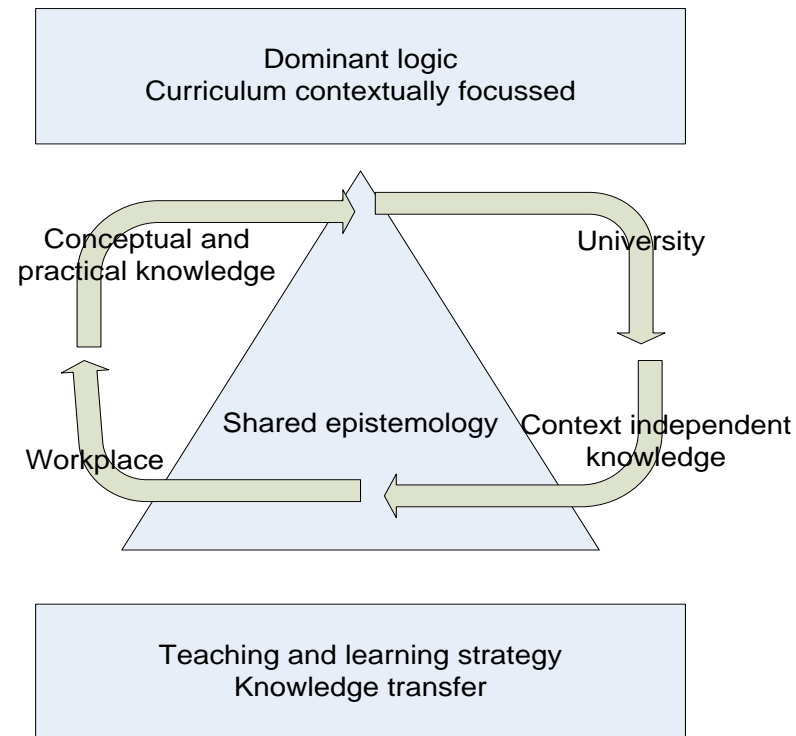 Dominant logic
Curriculum contextually focussed
Conceptual and
practical knowledge
University
Shared epistemology
Context independent
knowledge
Workplace
Teaching and learning strategy
Knowledge transfer